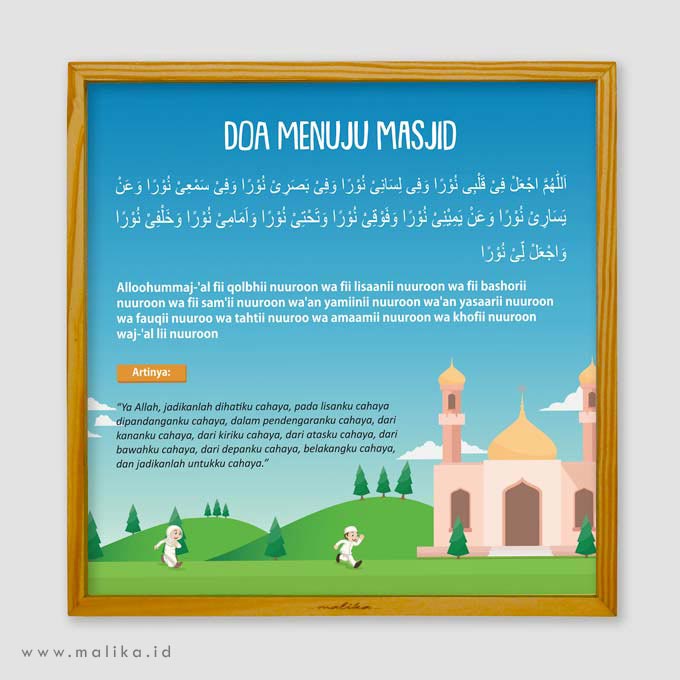 DOA MENUJU MASJID
اَللّٰهُمَّ اجْعَلْ فِيْ قَلْبِى نُوْرًا وَفِى لِسَانِىْ نُوْرًا وَفِىْ بَصَرِىْ نُوْرًا وَفِىْ سَمْعِىْ نُوْرًا وَعَنْ
يَسَارِىْ نُوْرًا وَعَنْ يَمِيْنِىْ نُوْرًا وَفَوْقِىْ نُوْرًا وَتَحْتِىْ نُوْرًا وَاَمَامِىْ نُوْرًا وَخَلْفِىْ نُوْرًا
وَاجْعَلْ لِّىْ نُوْرًا
Alloohummaj-'al fii qolbhii nuuroon wa fii lisaanii nuuroon wa fii bashorii
nuuroon wa fii sam'ii nuuroon wa'an yamiinii nuuroon wa'an yasaarii nuuroon
wa fauqii nuuroo wa tahtii nuuroo wa amaamii nuuroon wa khofii nuuroon
waj-'al lii nuuroon
Artinya:
"Ya Allah, jadikanlah dihatiku cahaya, pada lisanku cahaya
dipandanganku cahaya, dalam pendengaranku cahaya, dari
kananku cahaya, dari kiriku cahaya, dari atasku cahaya, dari
bawahku cahaya, dari depanku cahaya, belakangku cahaya,
dan jadikanlah untukku cahaya."
malika
www.malika.id